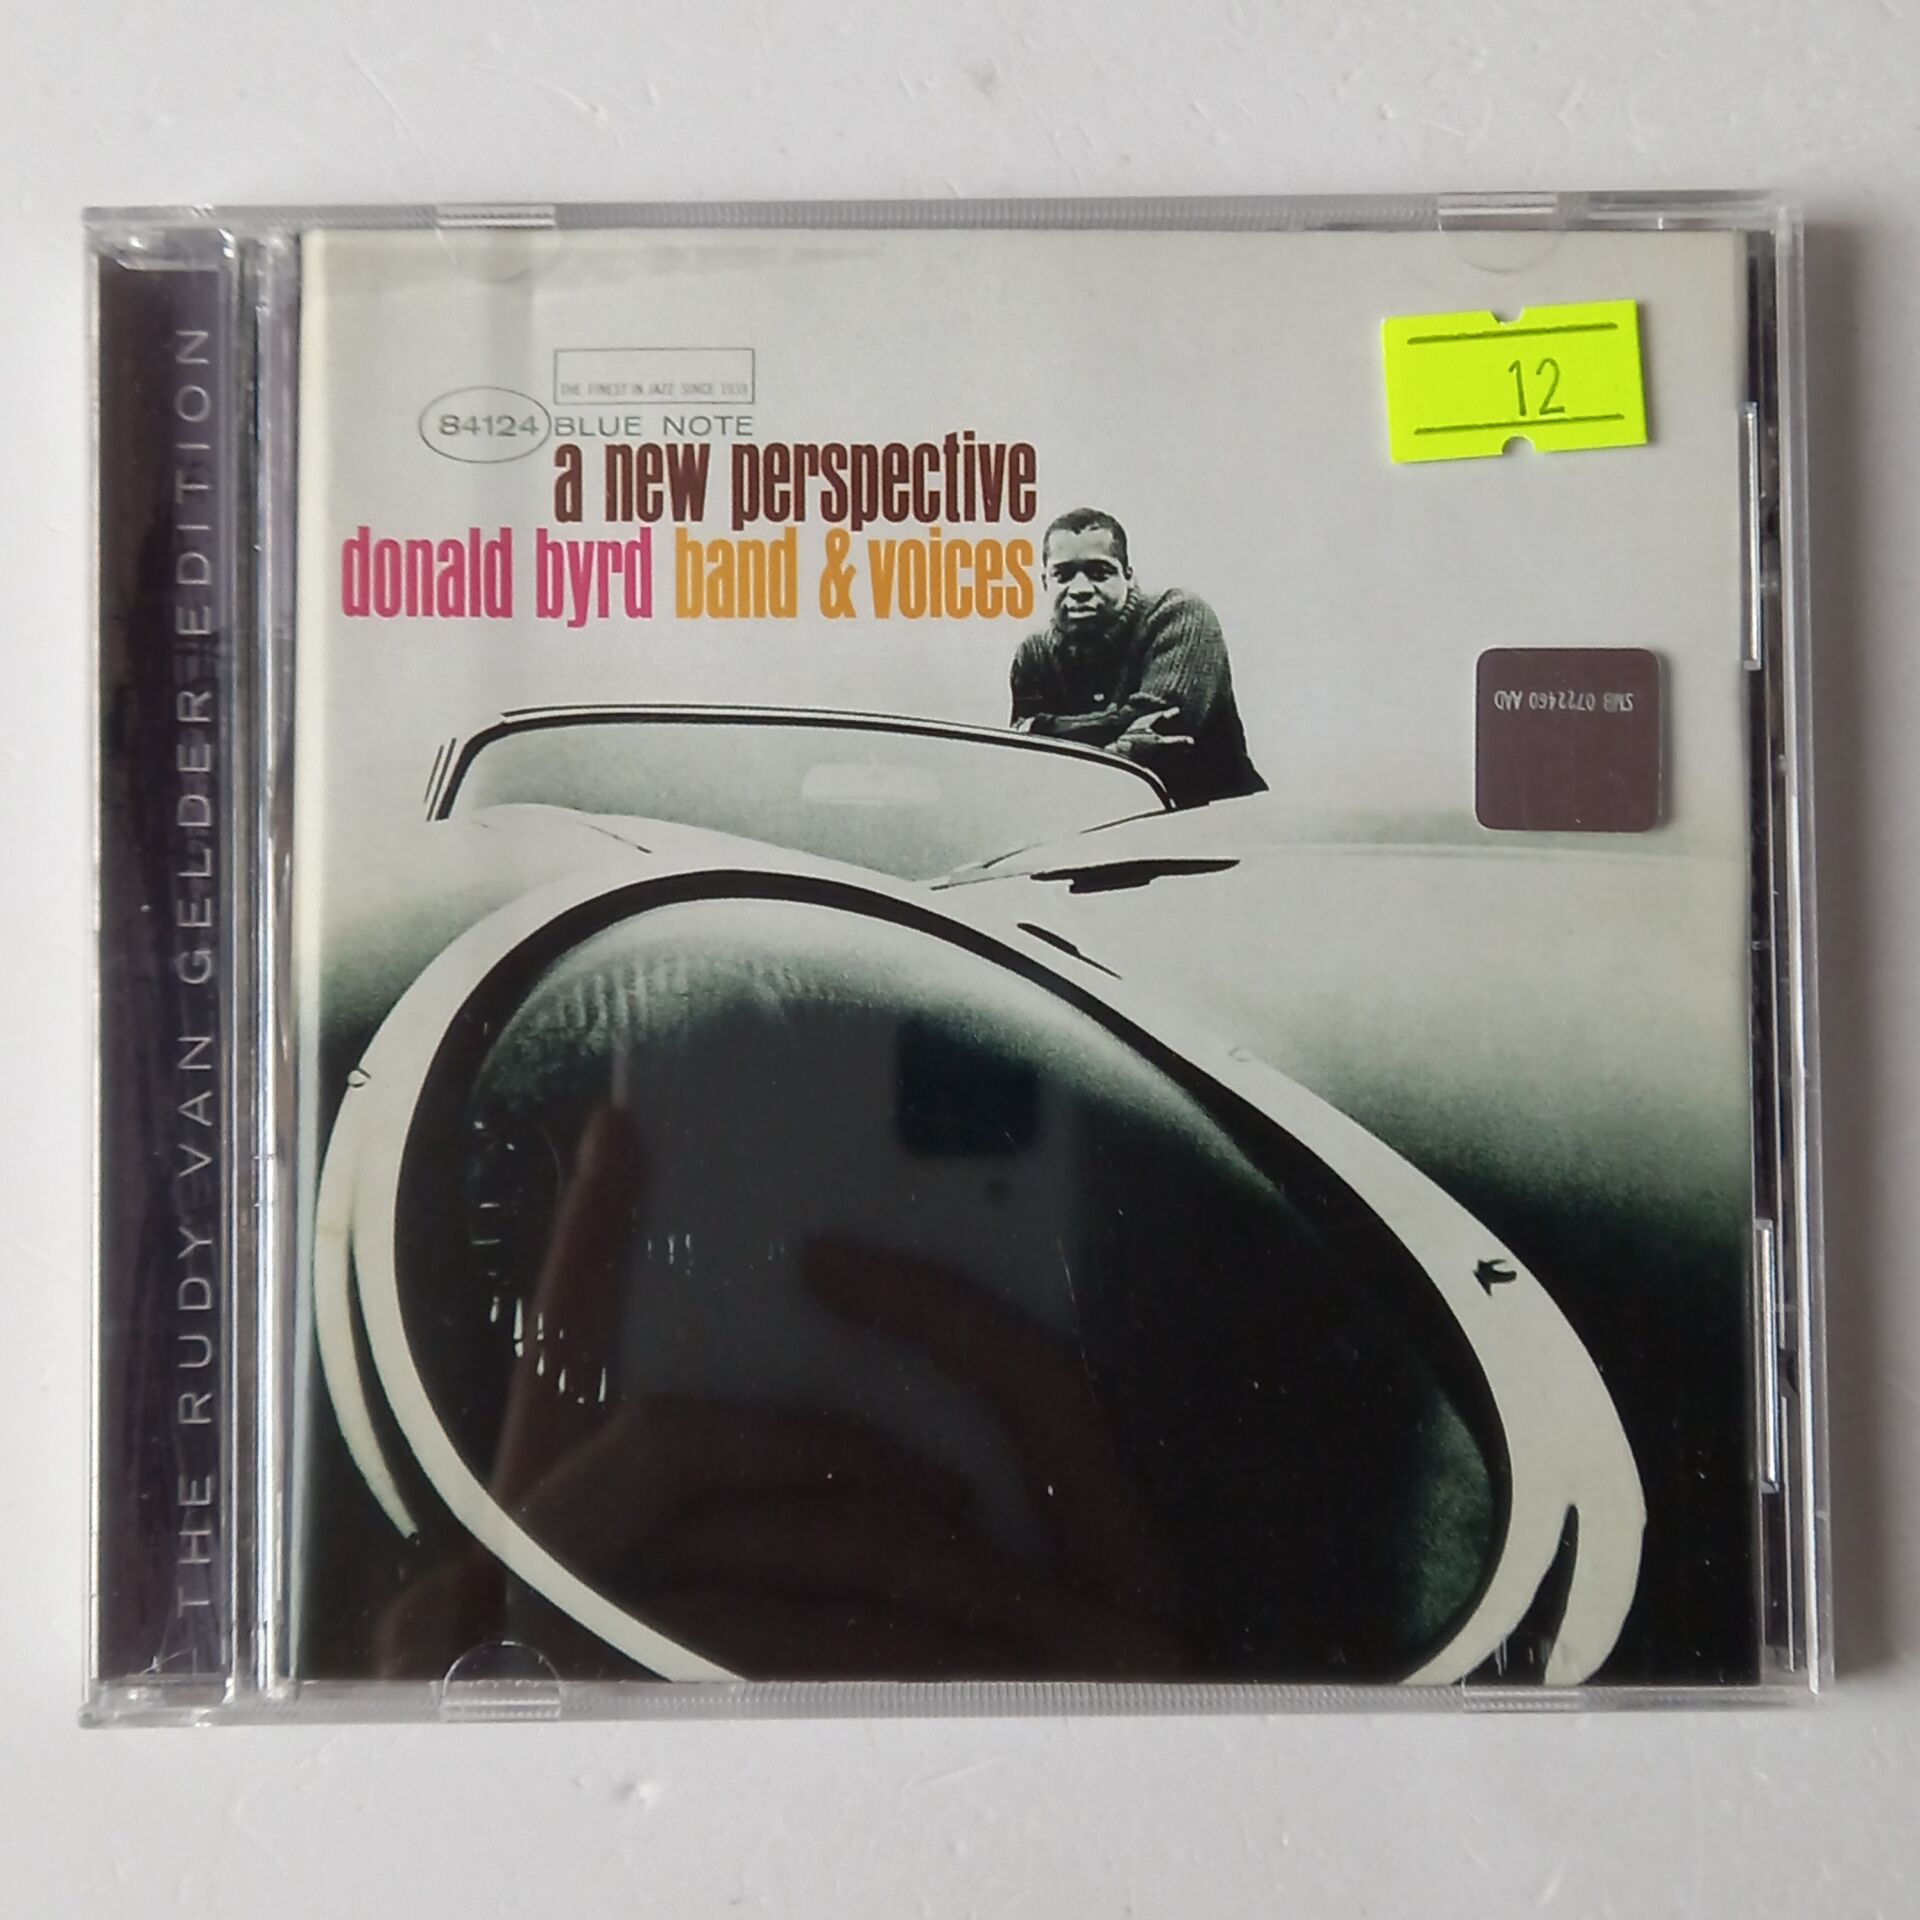 THE RUDY VAN GELDER EDITION
THE FINEST IN JAZZ SINCE 1939
84124 BLUE NOTE
a new perspective
donald byrd band & voices
12
SMB 0722460 AAD